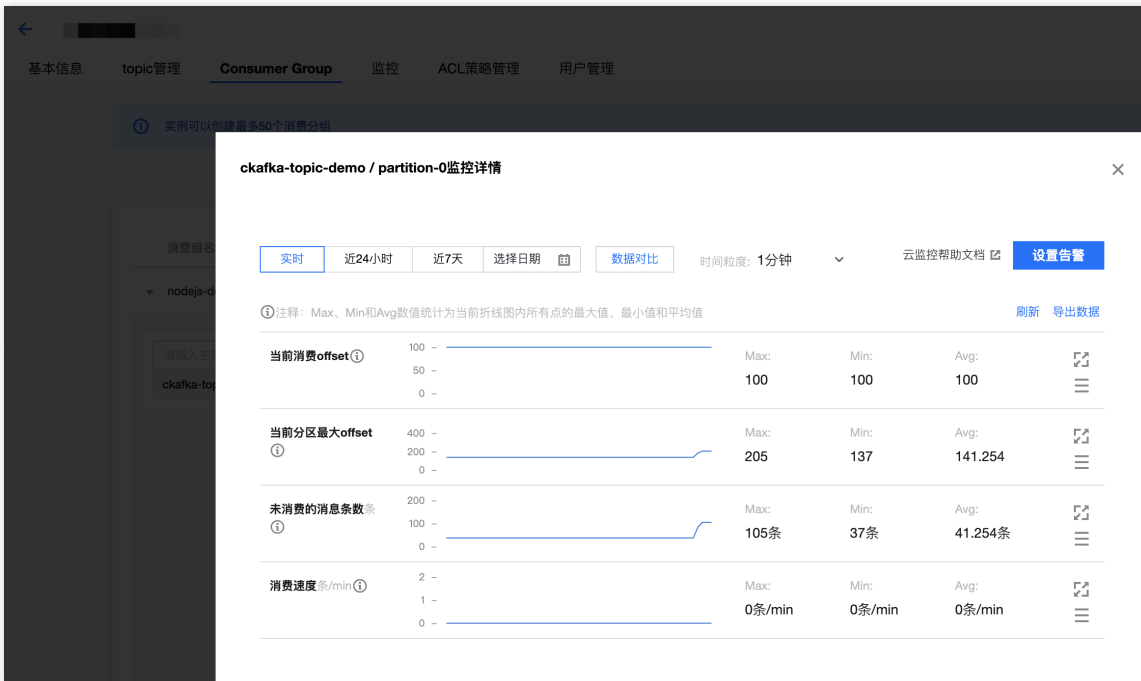 基本信息 topic管理 Consumer Group 监控 ACL策略管理 用户管理
实例可以创建最多50个消费分组
ckafka-topic-demo / partition-0监控详情
消费组名
实时 近24小时 近7天 选择日期 数据对比 时间粒度: 1分钟 云监控帮助文档 设置告警
nodejs-d
注释：Max、Min和Avg数值统计为当前折线图内所有点的最大值、最小值和平均值 刷新 导出数据
请输入主
ckafka-top
当前消费offset 100 50 0 Max: 100 Min: 100 Avg: 100
当前分区最大offset 400 200 0 Max: 205 Min: 137 Avg: 141.254
未消费的消息条数条 200 100 0 Max: 105条 Min: 37条 Avg: 41.254条
消费速度条/min 2 1 0 Max: 0条/min Min: 0条/min Avg: 0条/min